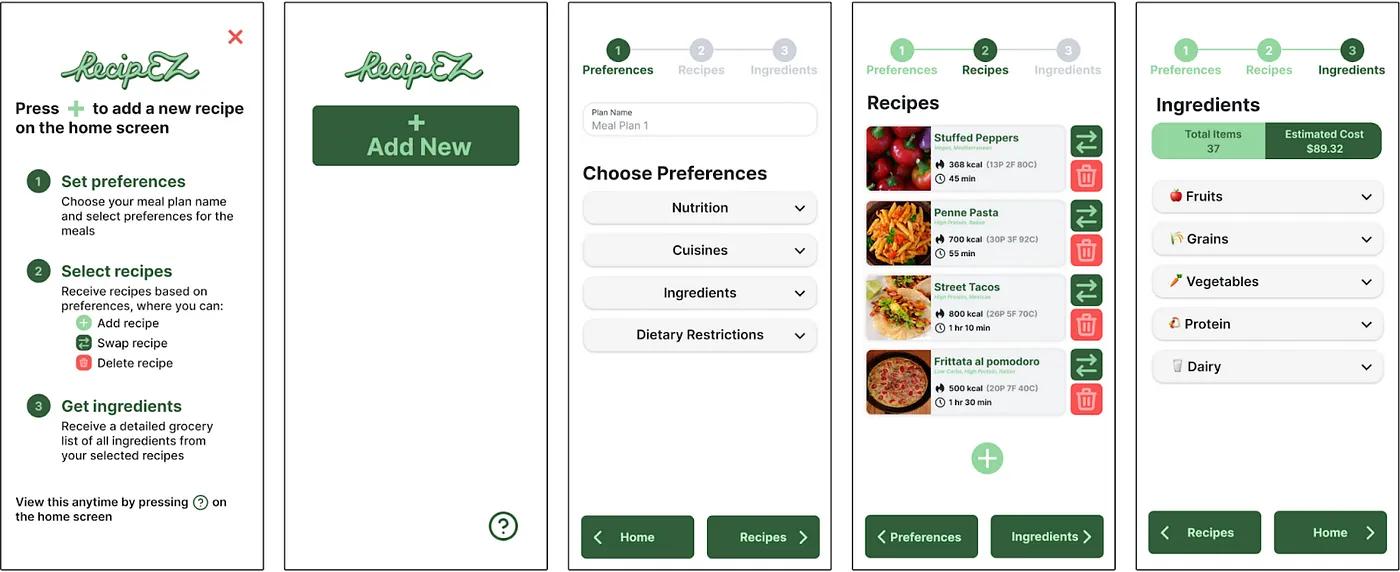 RecipEZ
Press + to add a new recipe
on the home screen
1 Set preferences
Choose your meal plan name
and select preferences for the
meals
2 Select recipes
Receive recipes based on
preferences, where you can:
Add recipe
Swap recipe
Delete recipe
3 Get ingredients
Receive a detailed grocery
list of all ingredients from
your selected recipes
View this anytime by pressing ? on
the home screen
RecipEZ
+
Add New
?
1 2 3
Preferences Recipes Ingredients
Plan Name
Meal Plan 1
Choose Preferences
Nutrition
Cuisines
Ingredients
Dietary Restrictions
Home Recipes
1 2 3
Preferences Recipes Ingredients
Recipes
Stuffed Peppers
Vegan, Mediterranean
368 kcal (13P 2F 80C)
45 min
Penne Pasta
High Protein, Italian
700 kcal (30P 3F 92C)
55 min
Street Tacos
High Protein, Mexican
800 kcal (26P 5F 70C)
1 hr 10 min
Frittata al pomodoro
Low Carbs, High Protein, Italian
500 kcal (20P 7F 40C)
1 hr 30 min
Preferences Ingredients
1 2 3
Preferences Recipes Ingredients
Ingredients
Total Items Estimated Cost
37 $89.32
Fruits
Grains
Vegetables
Protein
Dairy
Recipes Home